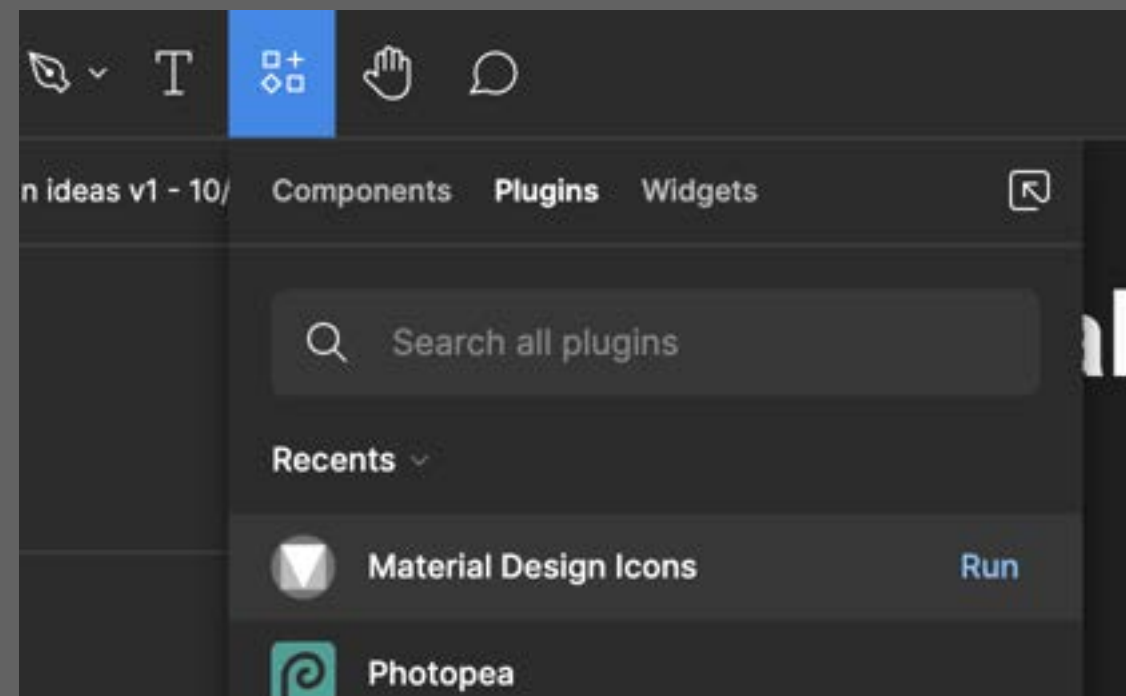 T
n ideas v1 - 10/
Components Plugins Widgets
Search all plugins
Recents
Material Design Icons Run
Photopea